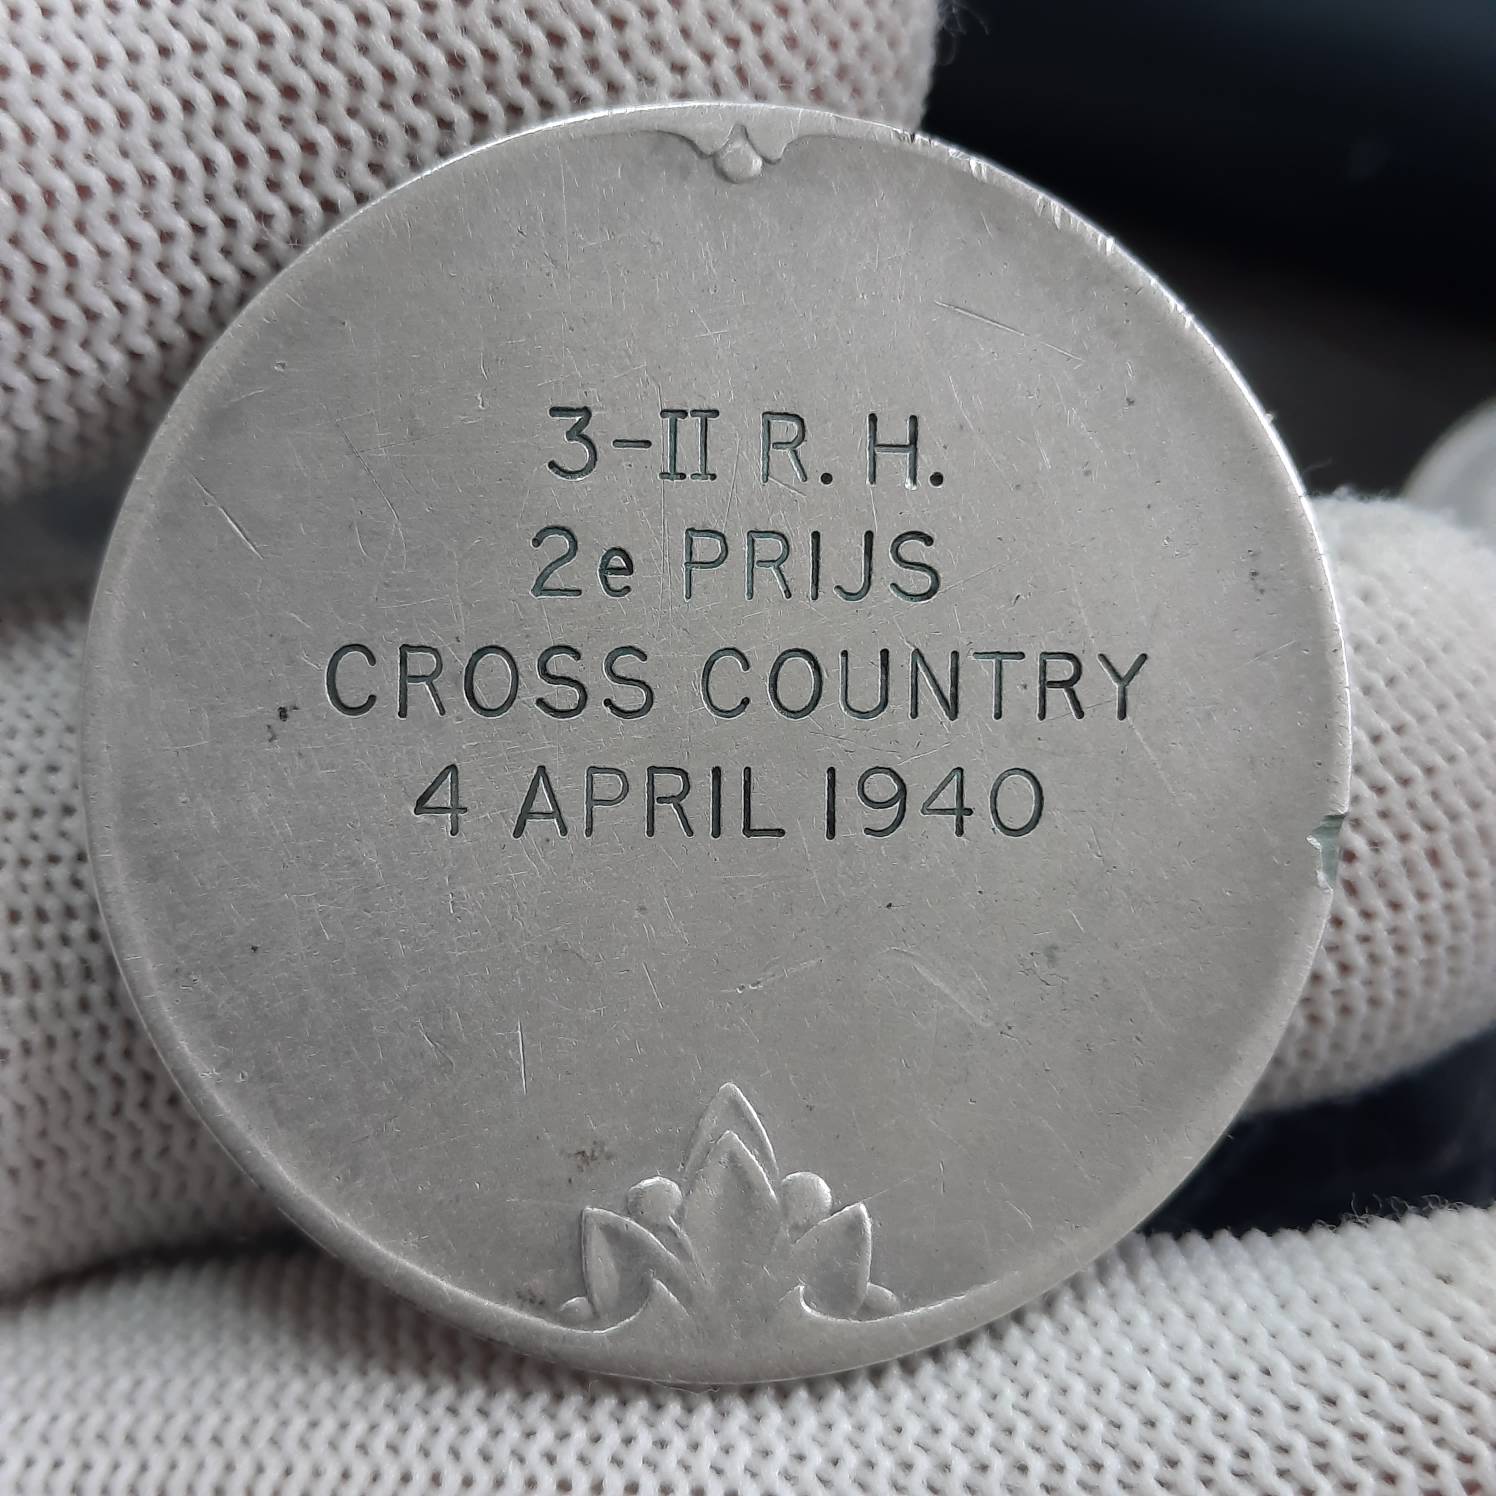 3-II R. H.
2e PRIJS
CROSS COUNTRY
4 APRIL 1940